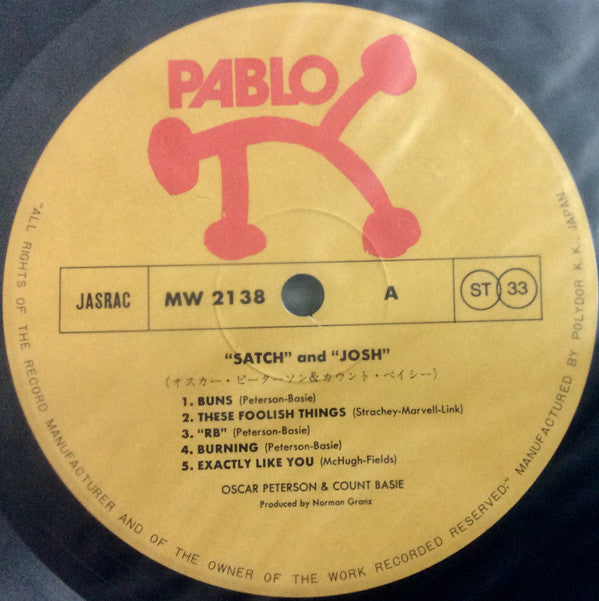 PABLO
JASRAC
MW 2138
A
ST 33
"SATCH" and "JOSH"
(オスカー・ピーターソン&カウント・ベイシー)
1. BUNS (Peterson-Basie)
2. THESE FOOLISH THINGS (Strachey-Marvell-Link)
3. "RB" (Peterson-Basie)
4. BURNING (Peterson-Basie)
5. EXACTLY LIKE YOU (McHugh-Fields)
OSCAR PETERSON & COUNT BASIE
Produced by Norman Granz
"ALL RIGHTS OF THE RECORD MANUFACTURER AND OF THE OWNER OF THE WORK RECORDED RESERVED." MANUFACTURED BY POLYDOR K. K., JAPAN